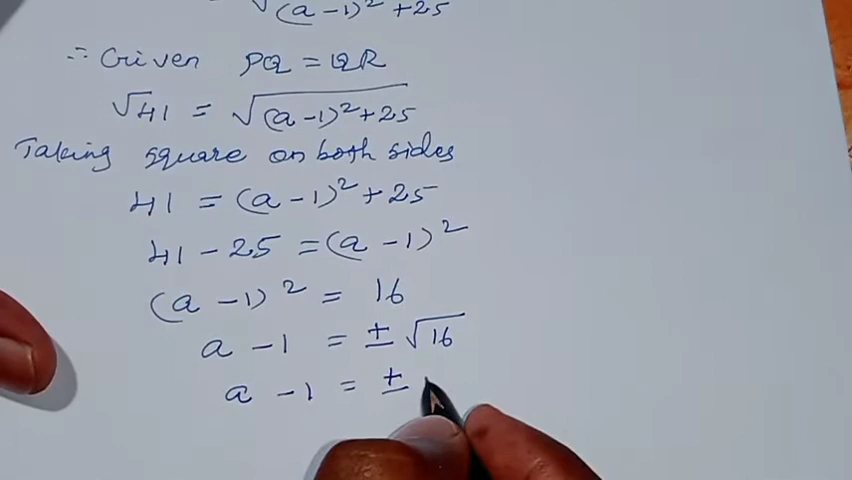 √(a-1)² +25
∴ Given PQ = QR
√41 = √(a-1)²+25
Taking square on both sides
41 = (a-1)² + 25
41 - 25 = (a-1)²
(a-1)² = 16
a - 1 = ± √16
a - 1 = ±